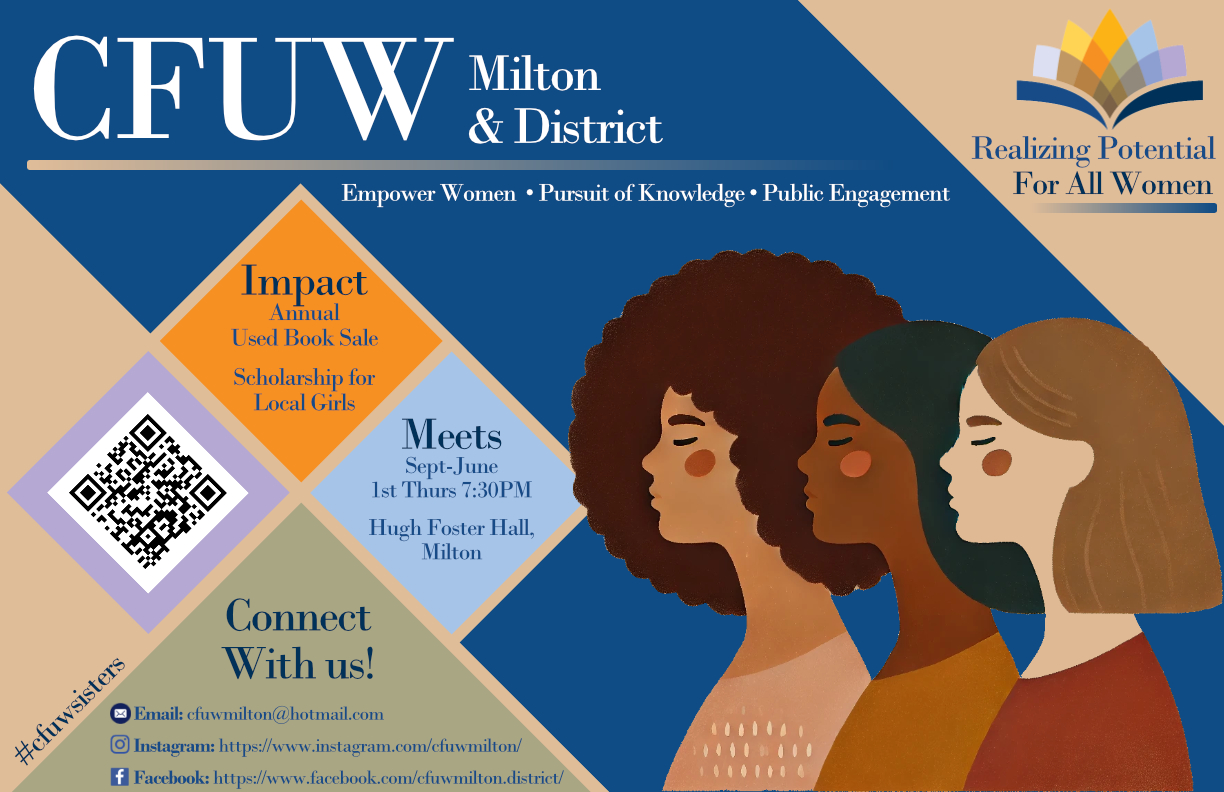 CFUW
Milton
& District
Realizing Potential
For All Women
Empower Women • Pursuit of Knowledge • Public Engagement
Impact
Annual
Used Book Sale
Scholarship for
Local Girls
Meets
Sept-June
1st Thurs 7:30PM
Hugh Foster Hall,
Milton
Connect
With us!
#cfuwsisters
Email: cfuwmilton@hotmail.com
Instagram: https://www.instagram.com/cfuwmilton/
Facebook: https://www.facebook.com/cfuwmilton.district/